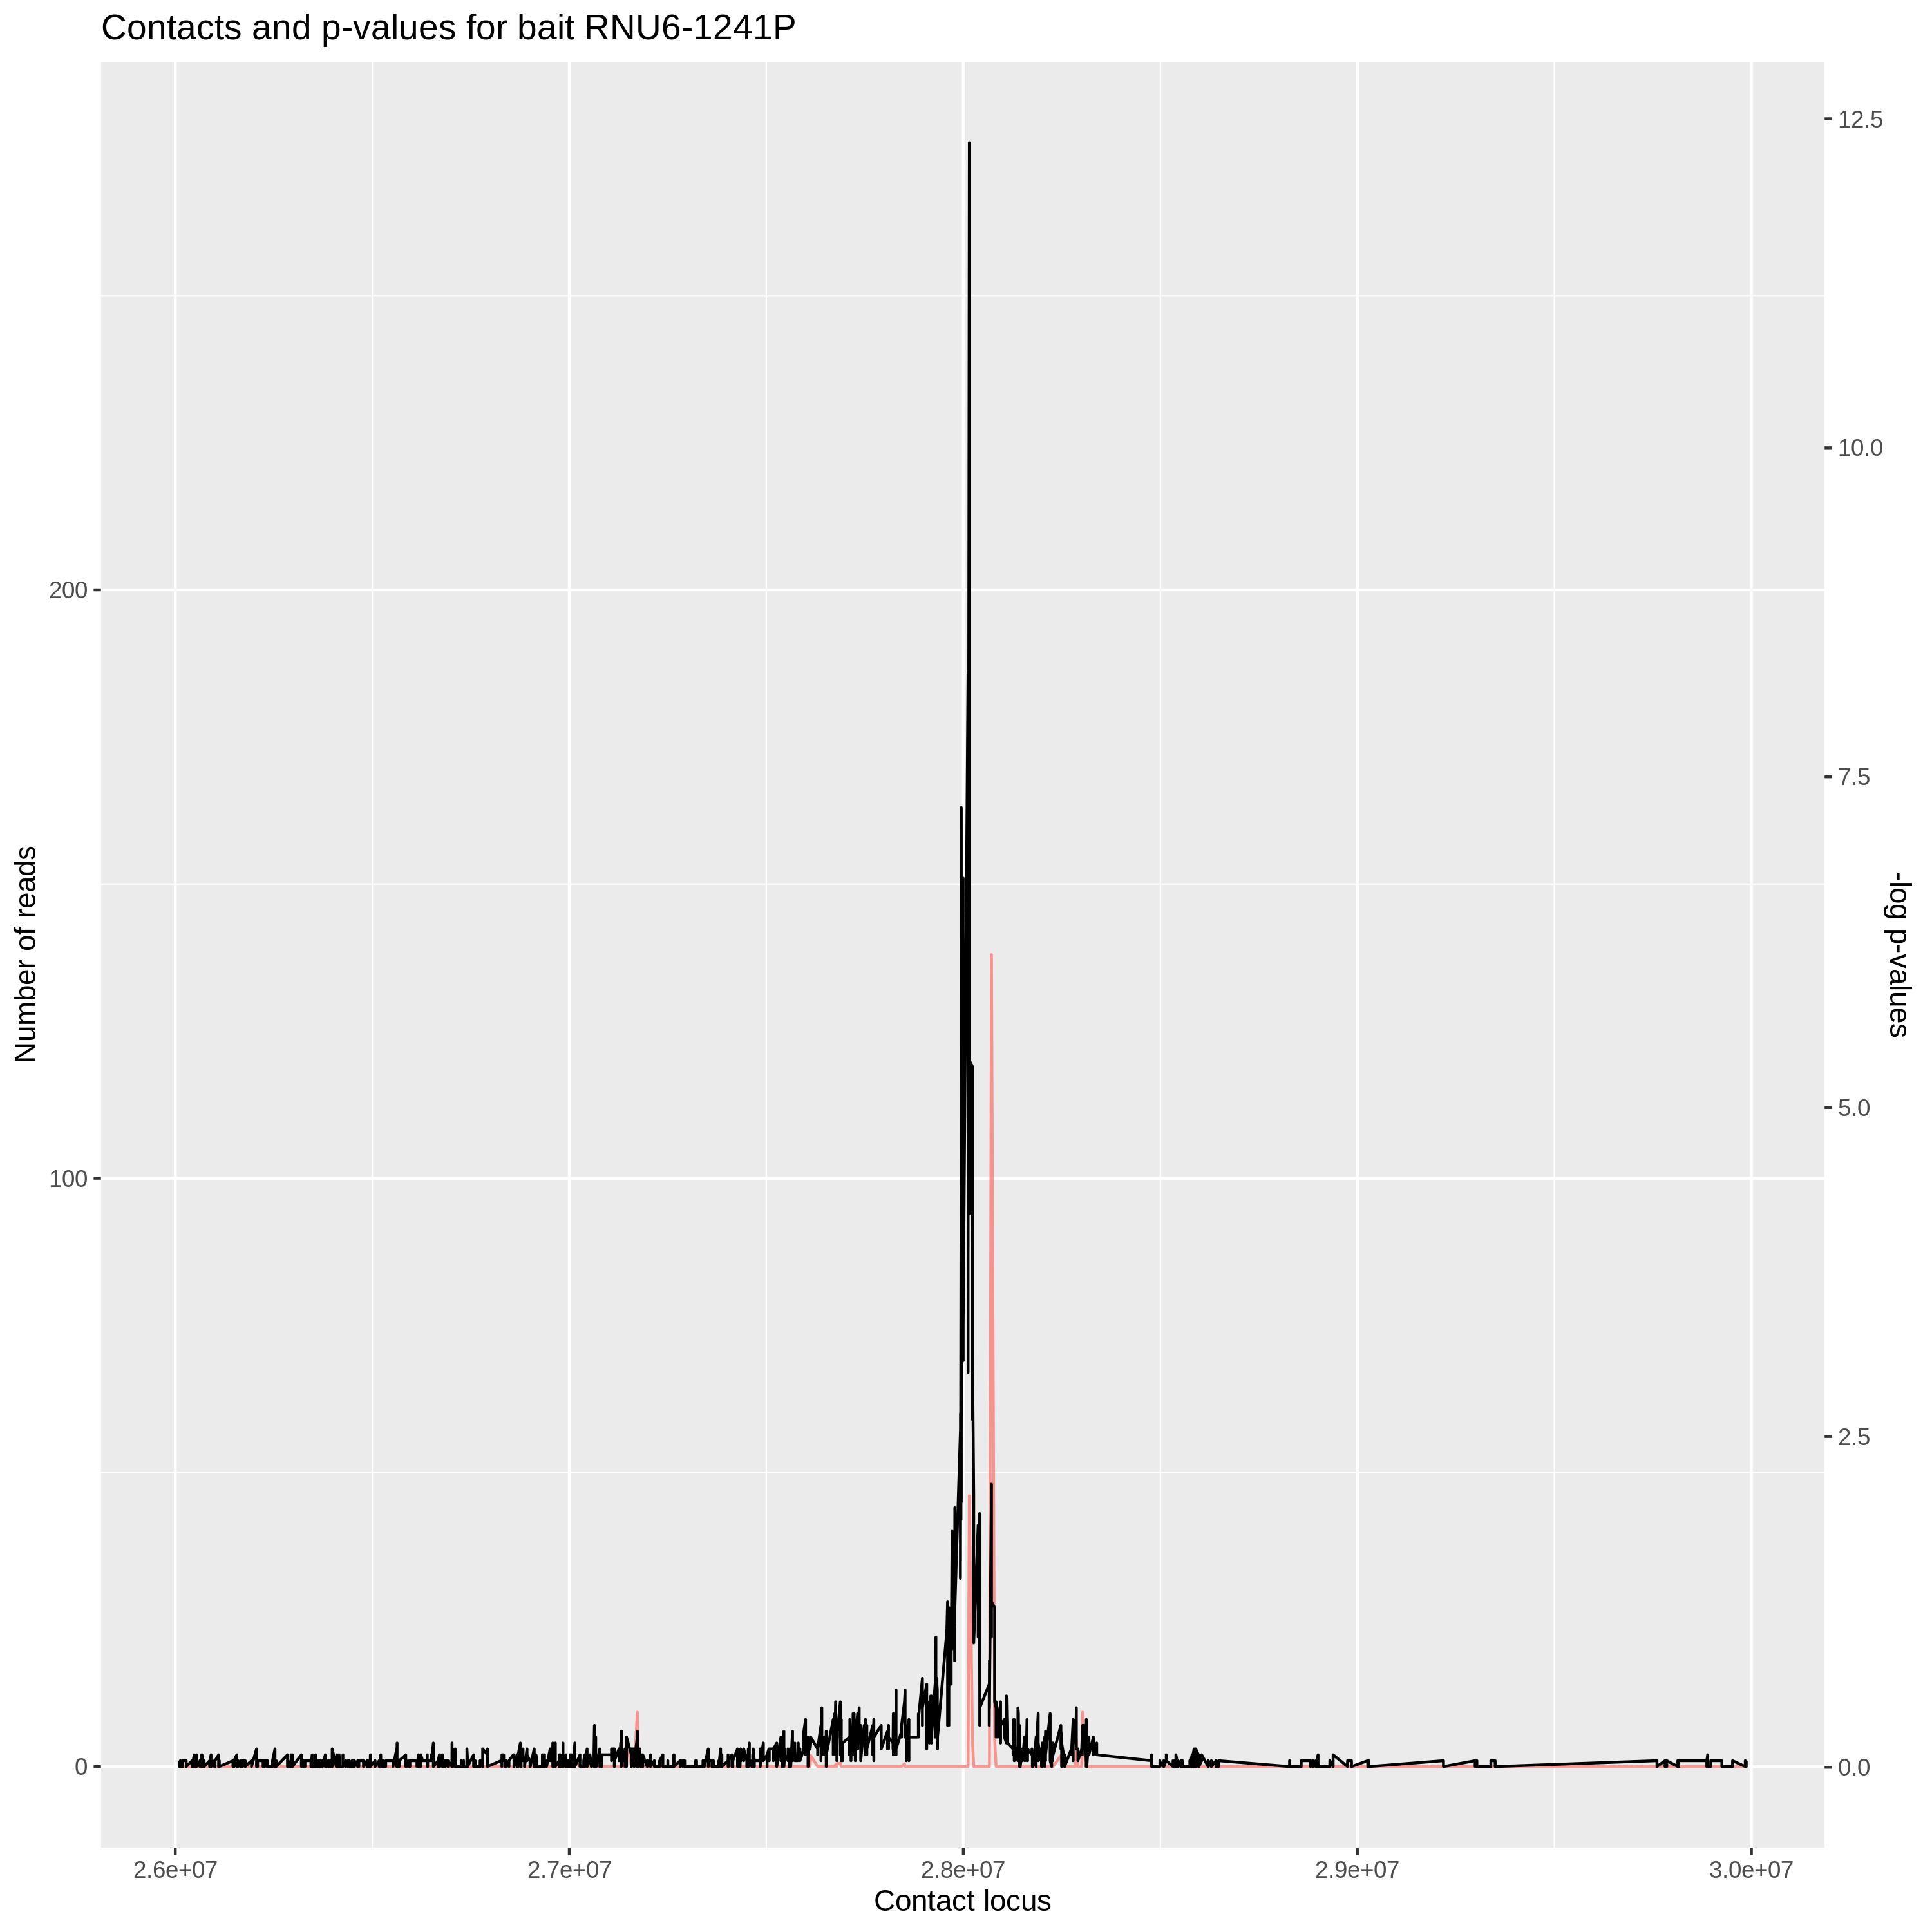 Contacts and p-values for bait RNU6-1241P
12.5
10.0
200
7.5
Number of reads
-log p-values
5.0
100
2.5
0
0.0
2.6e+07
2.7e+07
2.8e+07
2.9e+07
3.0e+07
Contact locus